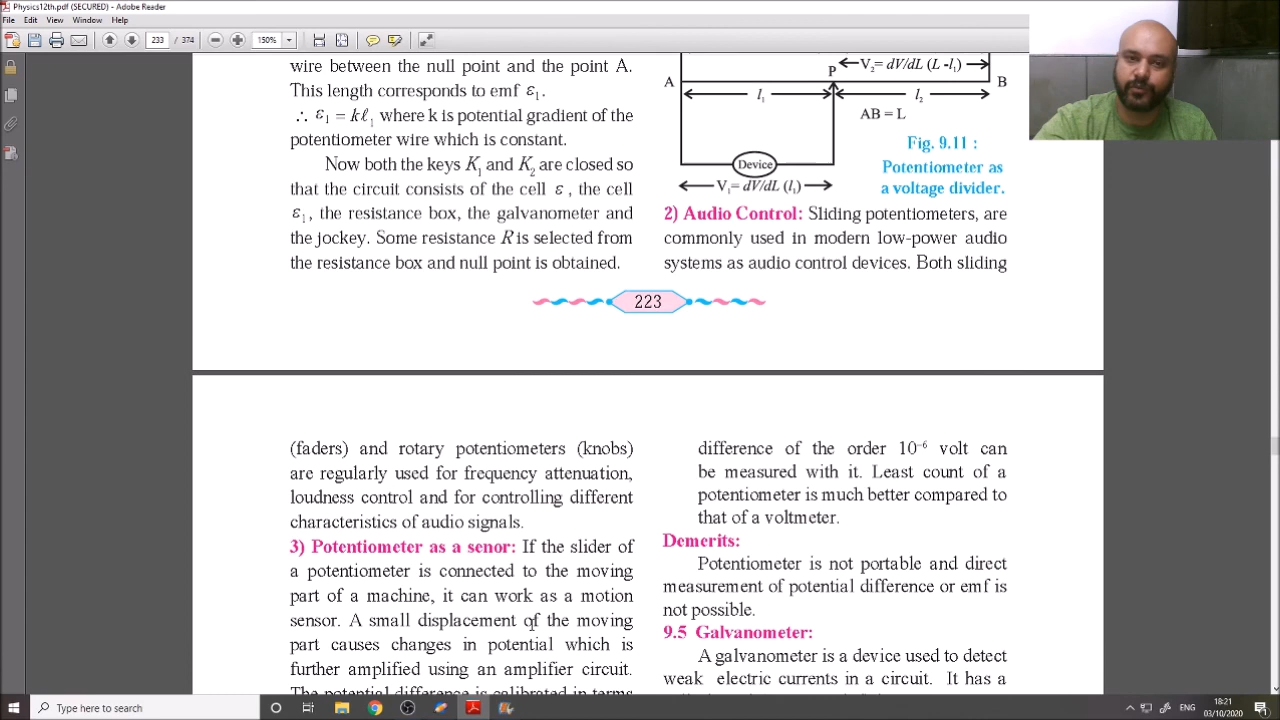 Physics12th.pdf (SECURED) - Adobe Reader
File Edit View Window Help
233 / 374 150%
wire between the null point and the point A.
This length corresponds to emf ε₁.
∴ ε₁ = kℓ₁ where k is potential gradient of the
potentiometer wire which is constant.
Now both the keys K₁ and K₂ are closed so
that the circuit consists of the cell ε, the cell
ε₁, the resistance box, the galvanometer and
the jockey. Some resistance R is selected from
the resistance box and null point is obtained.
P V₂= dV/dL (L -l₁)
A B
l₁ l₂
AB = L
Device
V₁= dV/dL (l₁)
Fig. 9.11 :
Potentiometer as
a voltage divider.
2) Audio Control: Sliding potentiometers, are
commonly used in modern low-power audio
systems as audio control devices. Both sliding
223
(faders) and rotary potentiometers (knobs)
are regularly used for frequency attenuation,
loudness control and for controlling different
characteristics of audio signals.
3) Potentiometer as a senor: If the slider of
a potentiometer is connected to the moving
part of a machine, it can work as a motion
sensor. A small displacement of the moving
part causes changes in potential which is
further amplified using an amplifier circuit.
The potential difference is calibrated in terms
difference of the order 10⁻⁶ volt can
be measured with it. Least count of a
potentiometer is much better compared to
that of a voltmeter.
Demerits:
Potentiometer is not portable and direct
measurement of potential difference or emf is
not possible.
9.5 Galvanometer:
A galvanometer is a device used to detect
weak electric currents in a circuit. It has a
Type here to search
ENG
18:21
03/10/2020